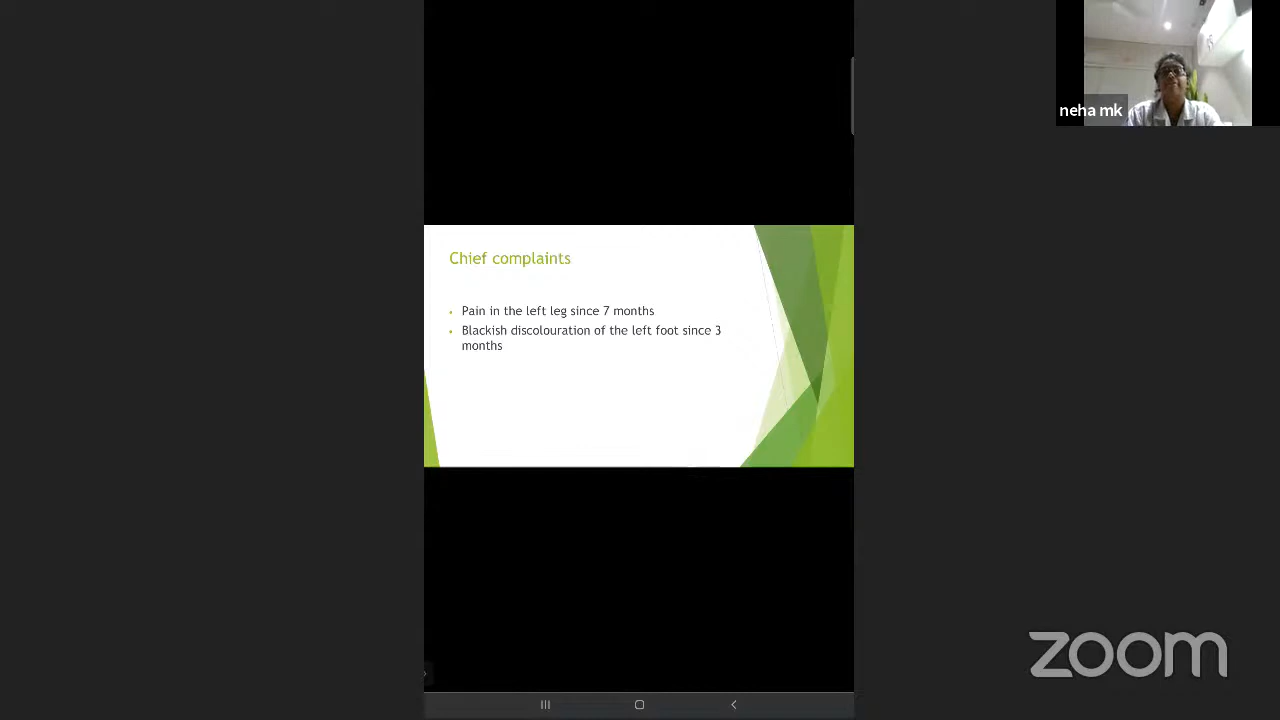 neha mk
Chief complaints
• Pain in the left leg since 7 months
• Blackish discolouration of the left foot since 3
months
zoom